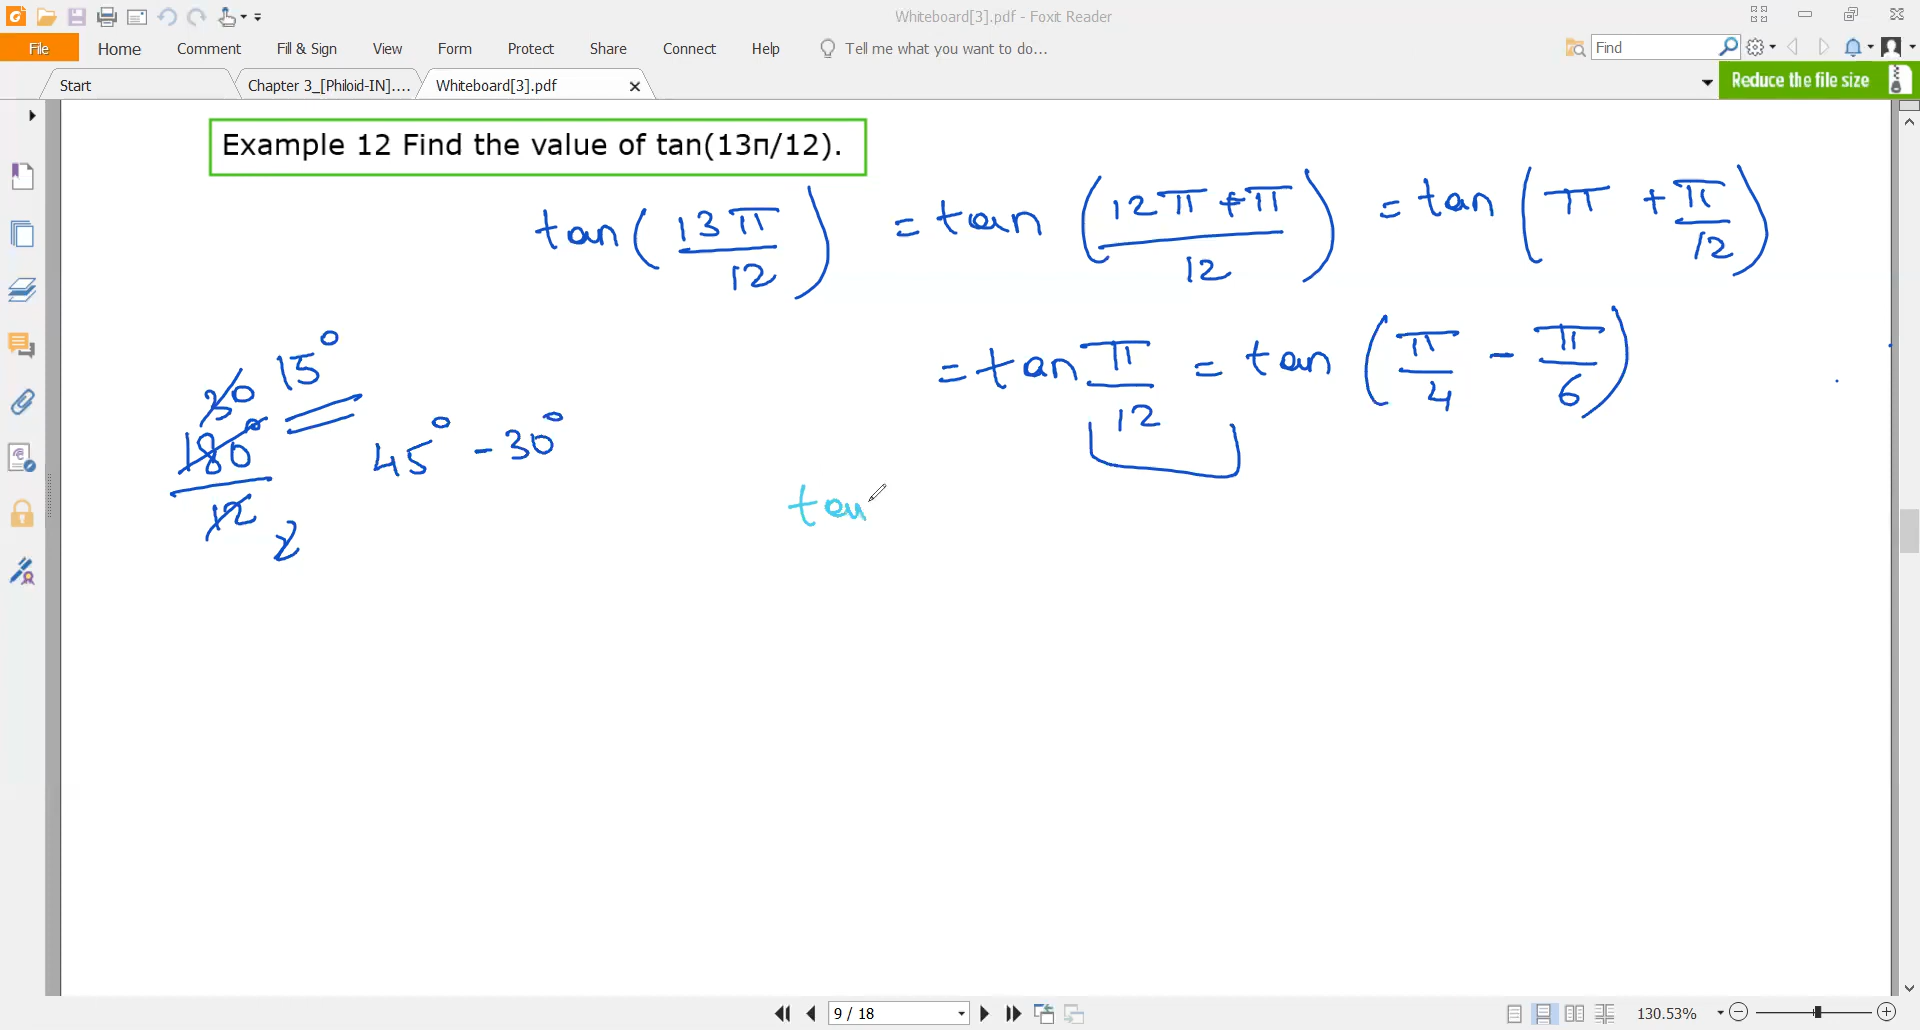 Whiteboard[3].pdf - Foxit Reader
File Home Comment Fill & Sign View Form Protect Share Connect Help Tell me what you want to do... Find
Start Chapter 3_[Philoid-IN].... Whiteboard[3].pdf Reduce the file size
Example 12 Find the value of tan(13π/12).
tan(13π/12) = tan(12π+π/12) = tan(π + π/12)
= tan π/12 = tan(π/4 - π/6)
30 15°
180°/12 45° - 30°
2
tan
9 / 18 130.53%